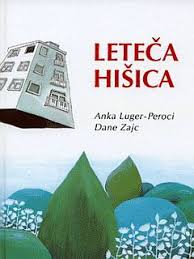 LETEČA
HIŠICA
Anka Luger-Peroci
Dane Zajc